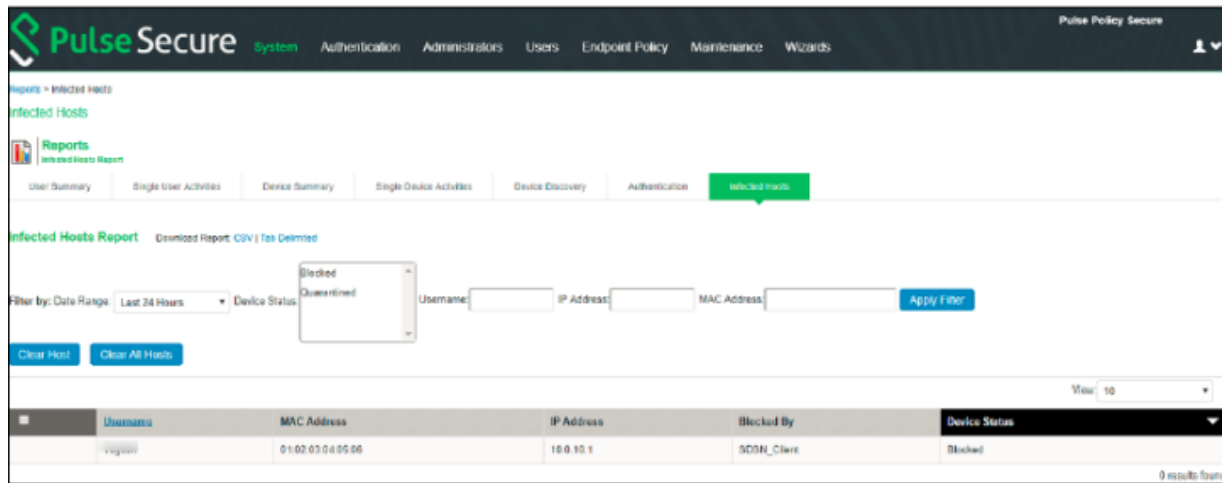 Pulse Policy Secure
Pulse Secure System Authentication Administrators Users Endpoint Policy Maintenance Wizards
Reports > Infected Hosts
Infected Hosts
Reports
Infected Hosts Report
User Summary Single User Activities Device Summary Single Device Activities Device Discovery Authentication Infected Hosts
Infected Hosts Report Download Report: CSV | Tab Delimited
Blocked
Quarantined
Filter by: Date Range: Last 24 Hours Device Status: Username: IP Address: MAC Address: Apply Filter
Clear Host Clear All Hosts
View: 10
Username MAC Address IP Address Blocked By Device Status
01:02:03:04:05:06 10.0.10.1 SDSN_Client Blocked
0 results found